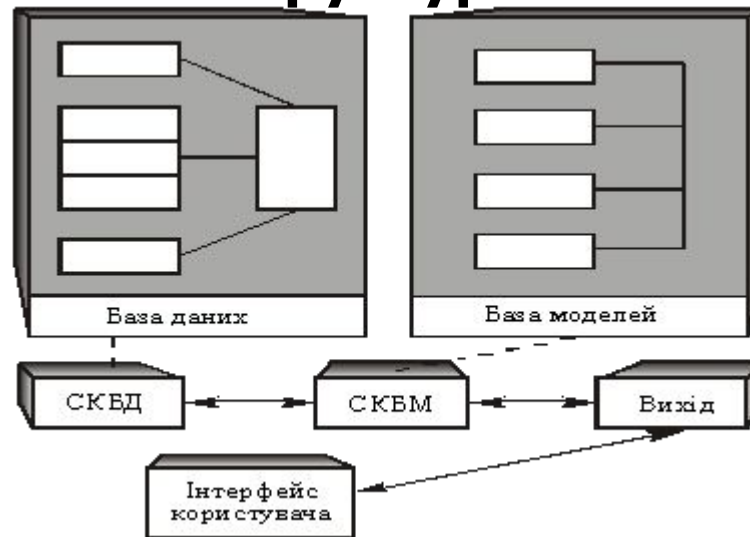 База даних
База моделей
СКБД
СКБМ
Вихід
Інтерфейс
користувача